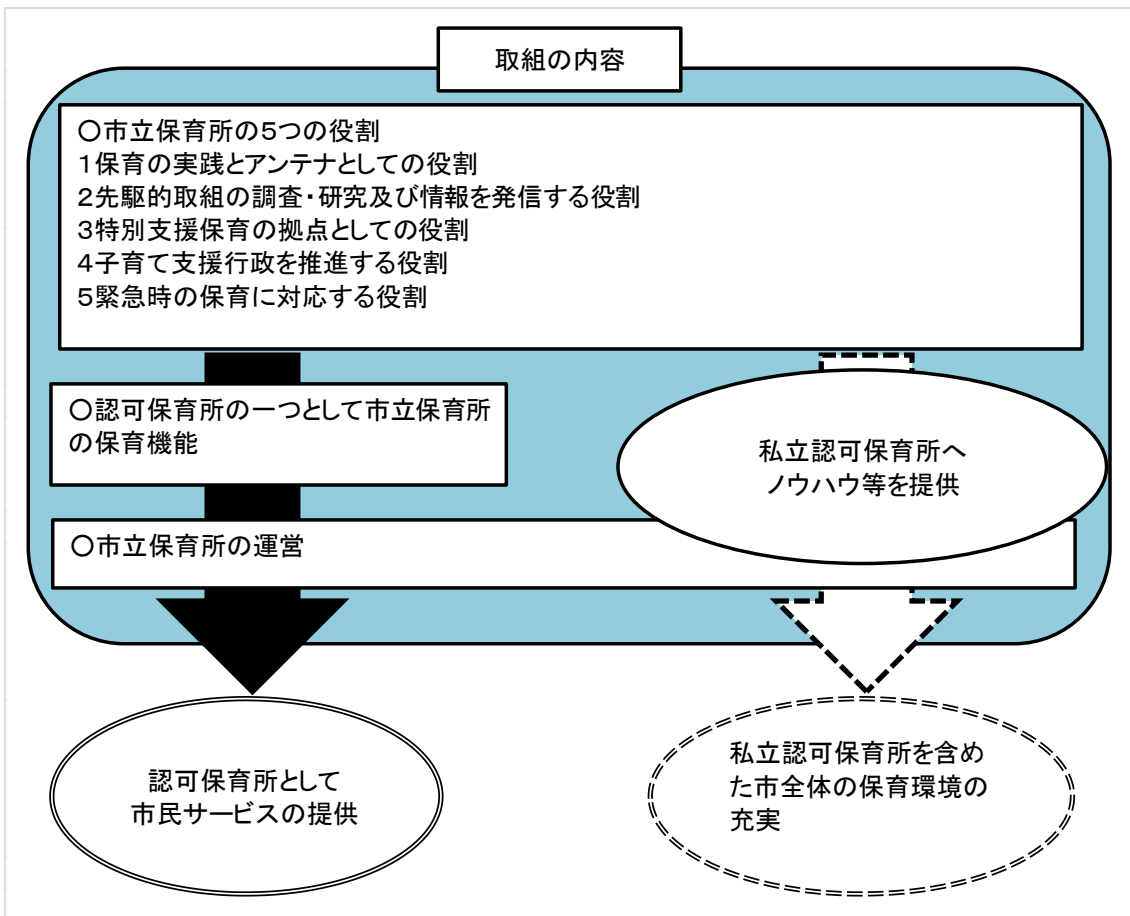 取組の内容
〇市立保育所の5つの役割
1保育の実践とアンテナとしての役割
2先駆的取組の調査・研究及び情報を発信する役割
3特別支援保育の拠点としての役割
4子育て支援行政を推進する役割
5緊急時の保育に対応する役割
〇認可保育所の一つとして市立保育所
の保育機能
私立認可保育所へ
ノウハウ等を提供
〇市立保育所の運営
認可保育所として
市民サービスの提供
私立認可保育所を含め
た市全体の保育環境の
充実